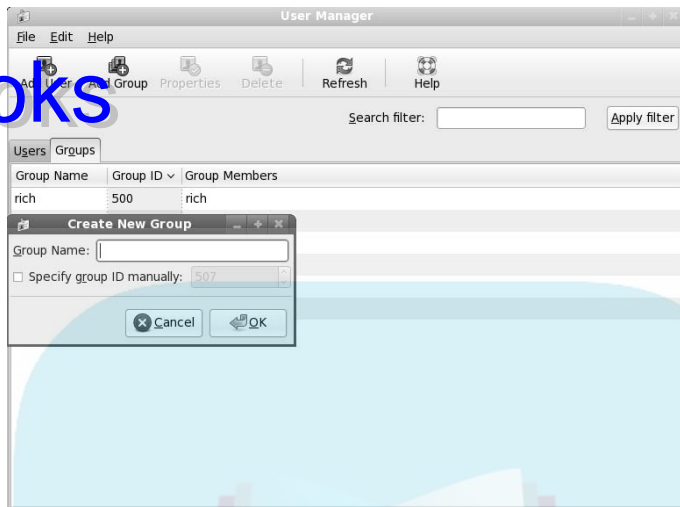 User Manager
File Edit Help
Add User Add Group Properties Delete Refresh Help
oks
Search filter: Apply filter
Users Groups
Group Name Group ID Group Members
rich 500 rich
Create New Group
Group Name:
Specify group ID manually: 507
Cancel OK